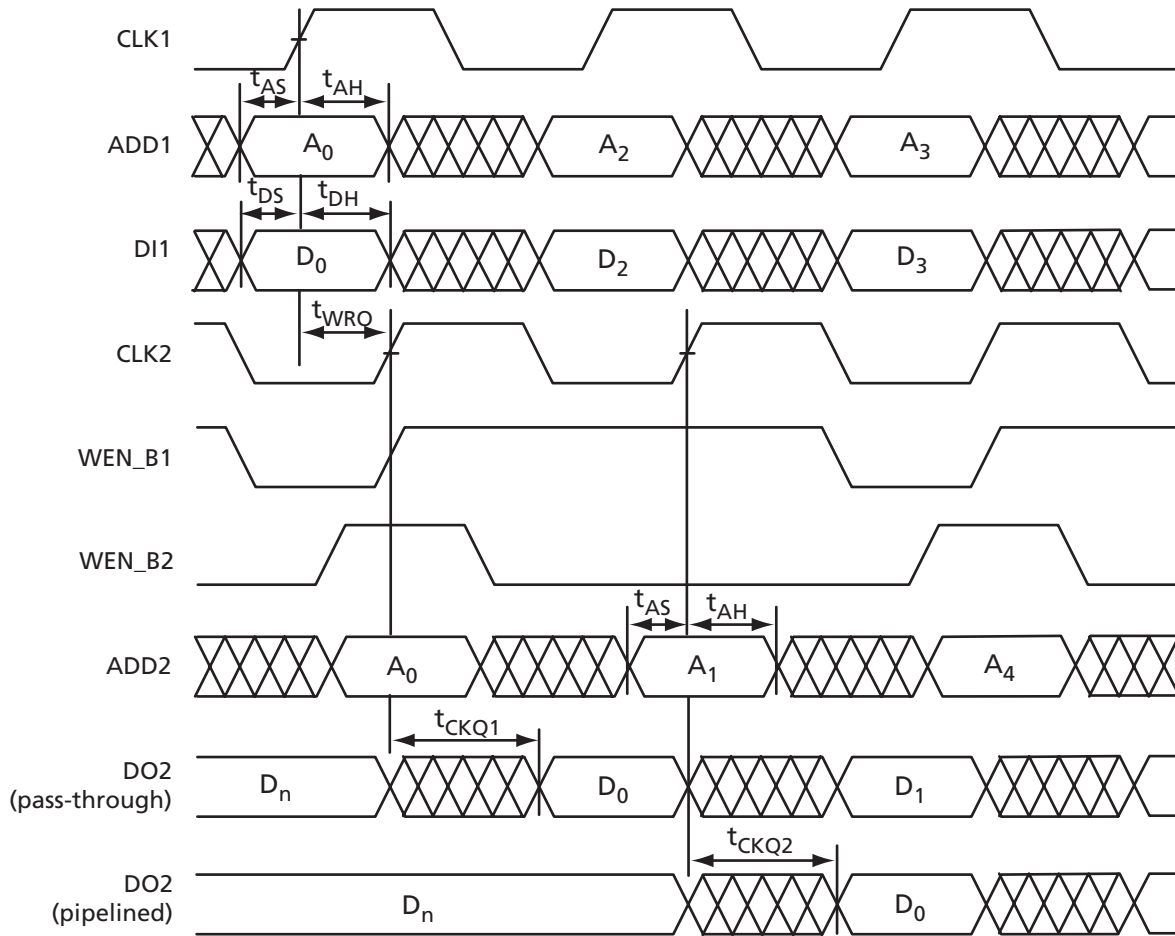 CLK1
tAS tAH
ADD1 A0 A2 A3
tDS tDH
DI1 D0 D2 D3
tWRO
CLK2
WEN_B1
WEN_B2
tAS tAH
ADD2 A0 A1 A4
tCKQ1
DO2
(pass-through) Dn D0 D1
tCKQ2
DO2
(pipelined) Dn D0